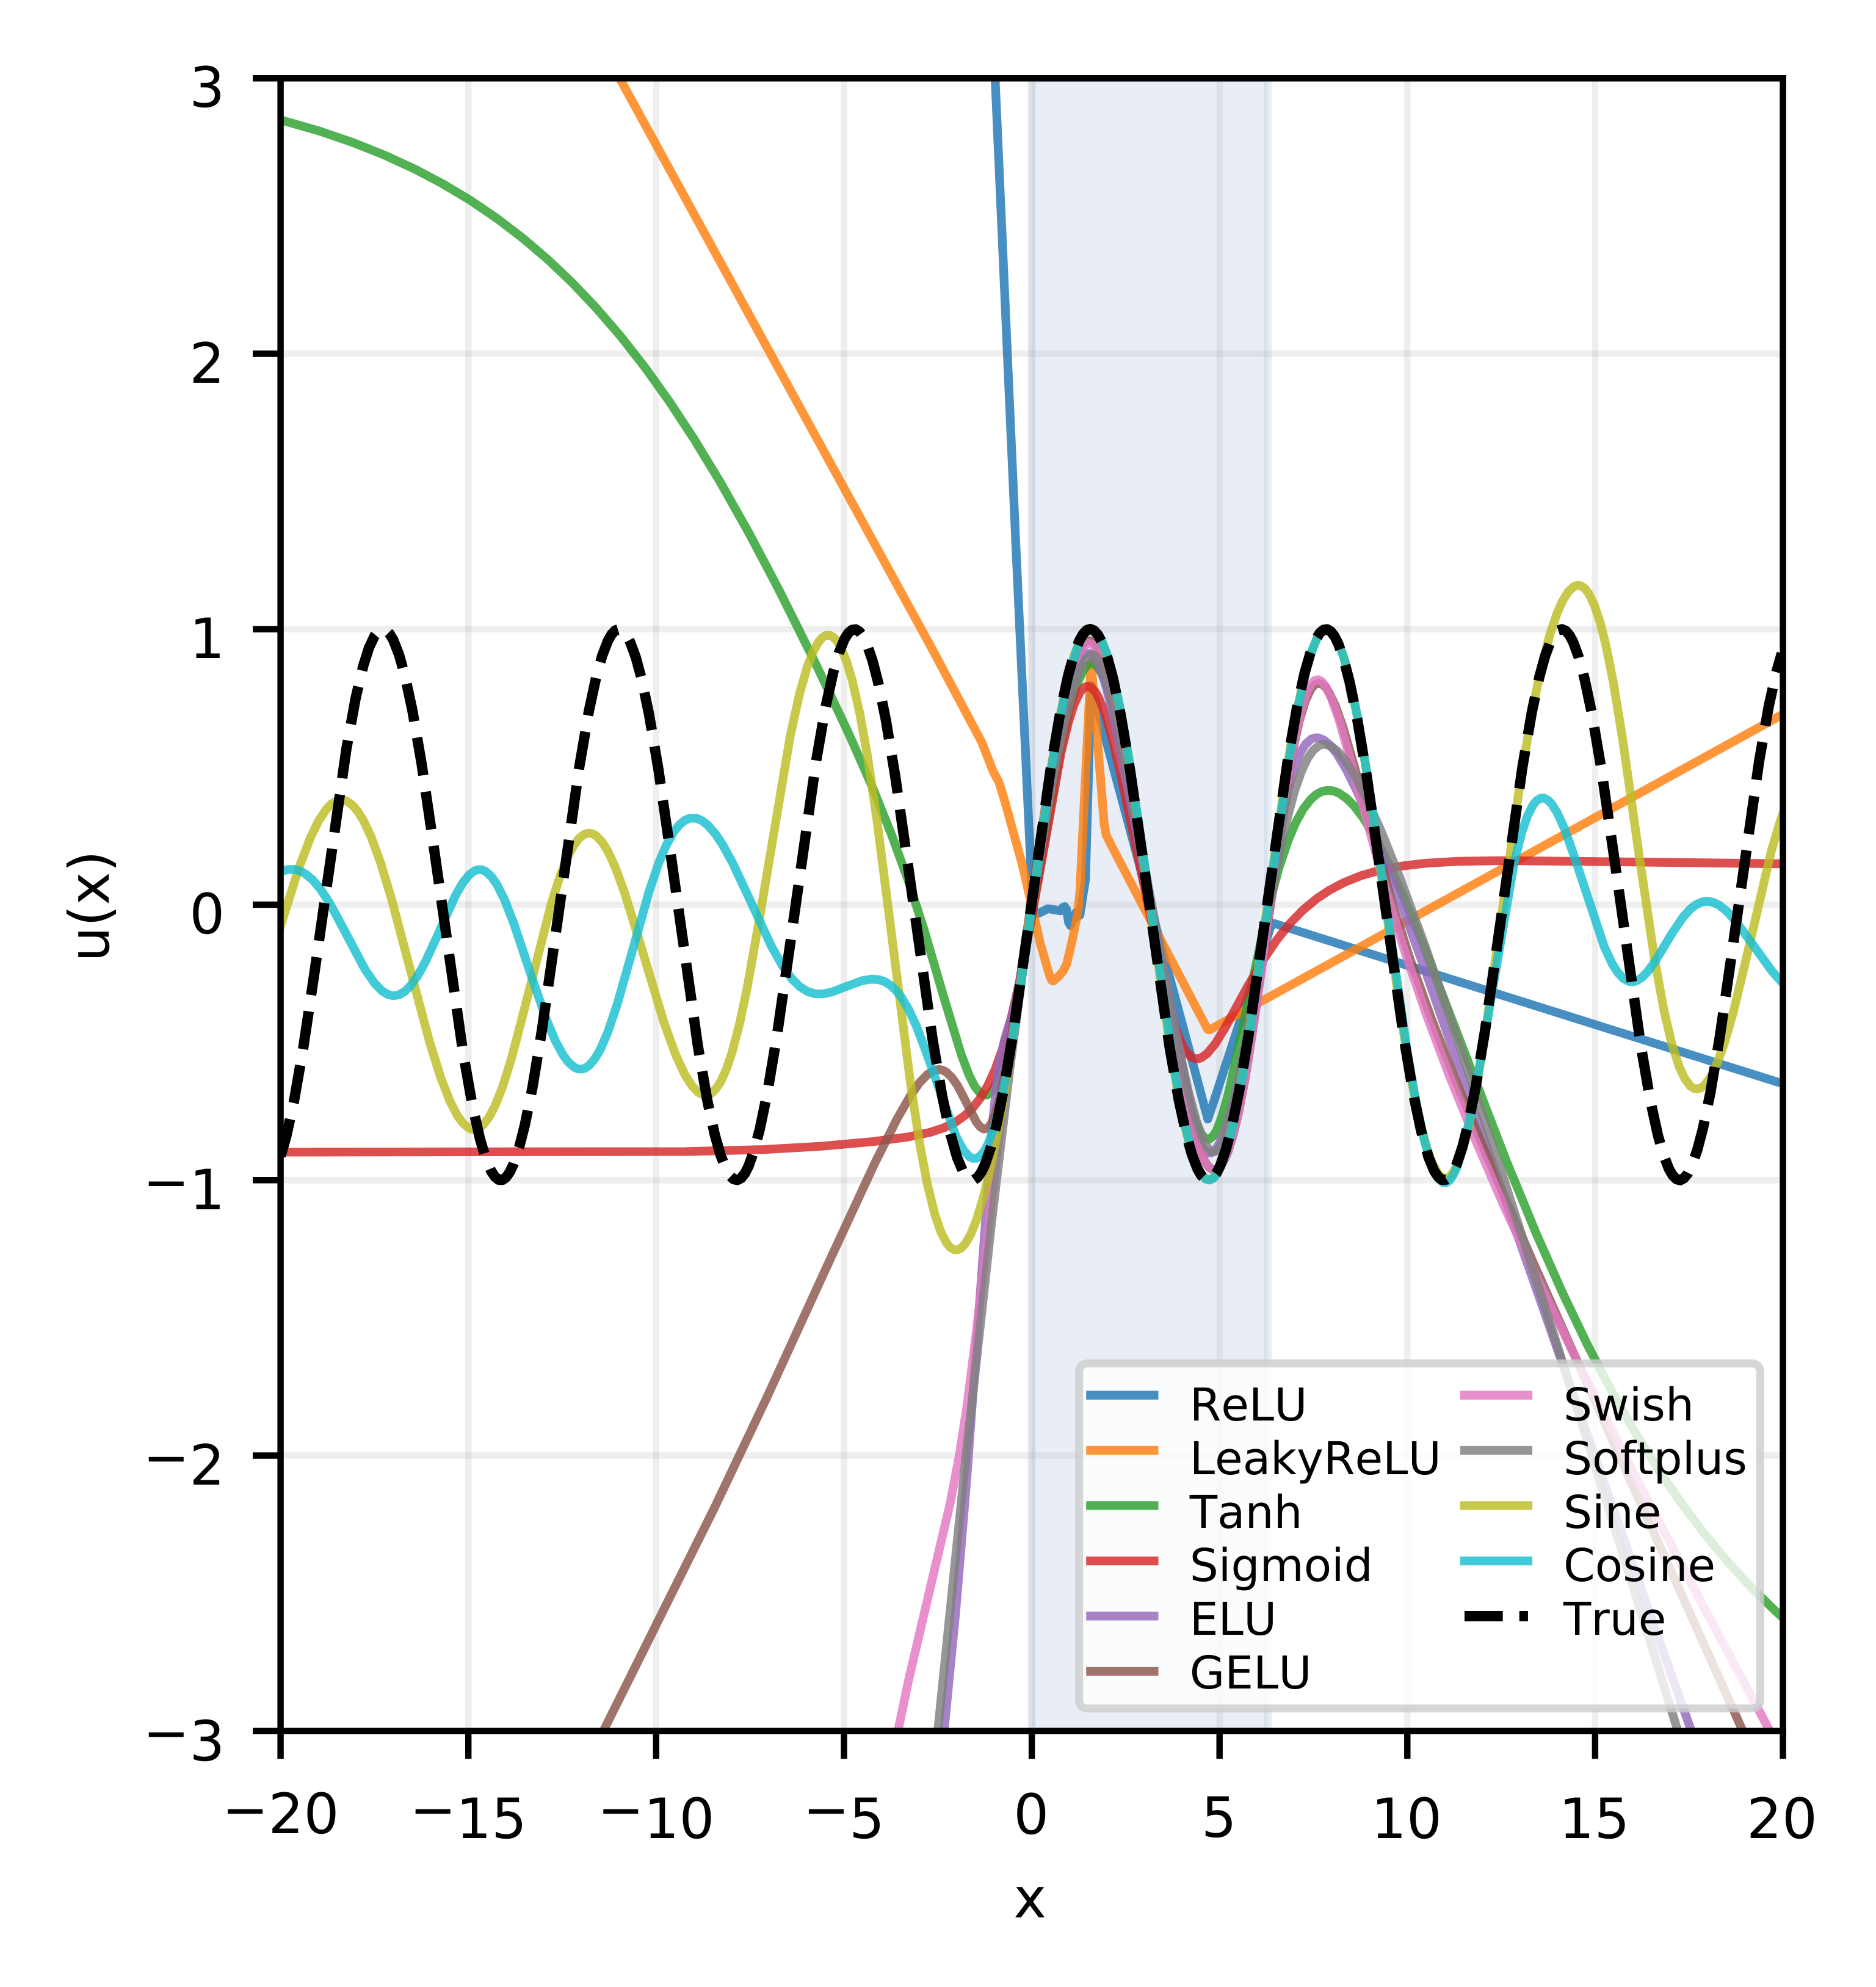 3
2
1
0
−1
−2
−3
u(x)
ReLU
LeakyReLU
Tanh
Sigmoid
ELU
GELU
Swish
Softplus
Sine
Cosine
True
−20 −15 −10 −5 0 5 10 15 20
x